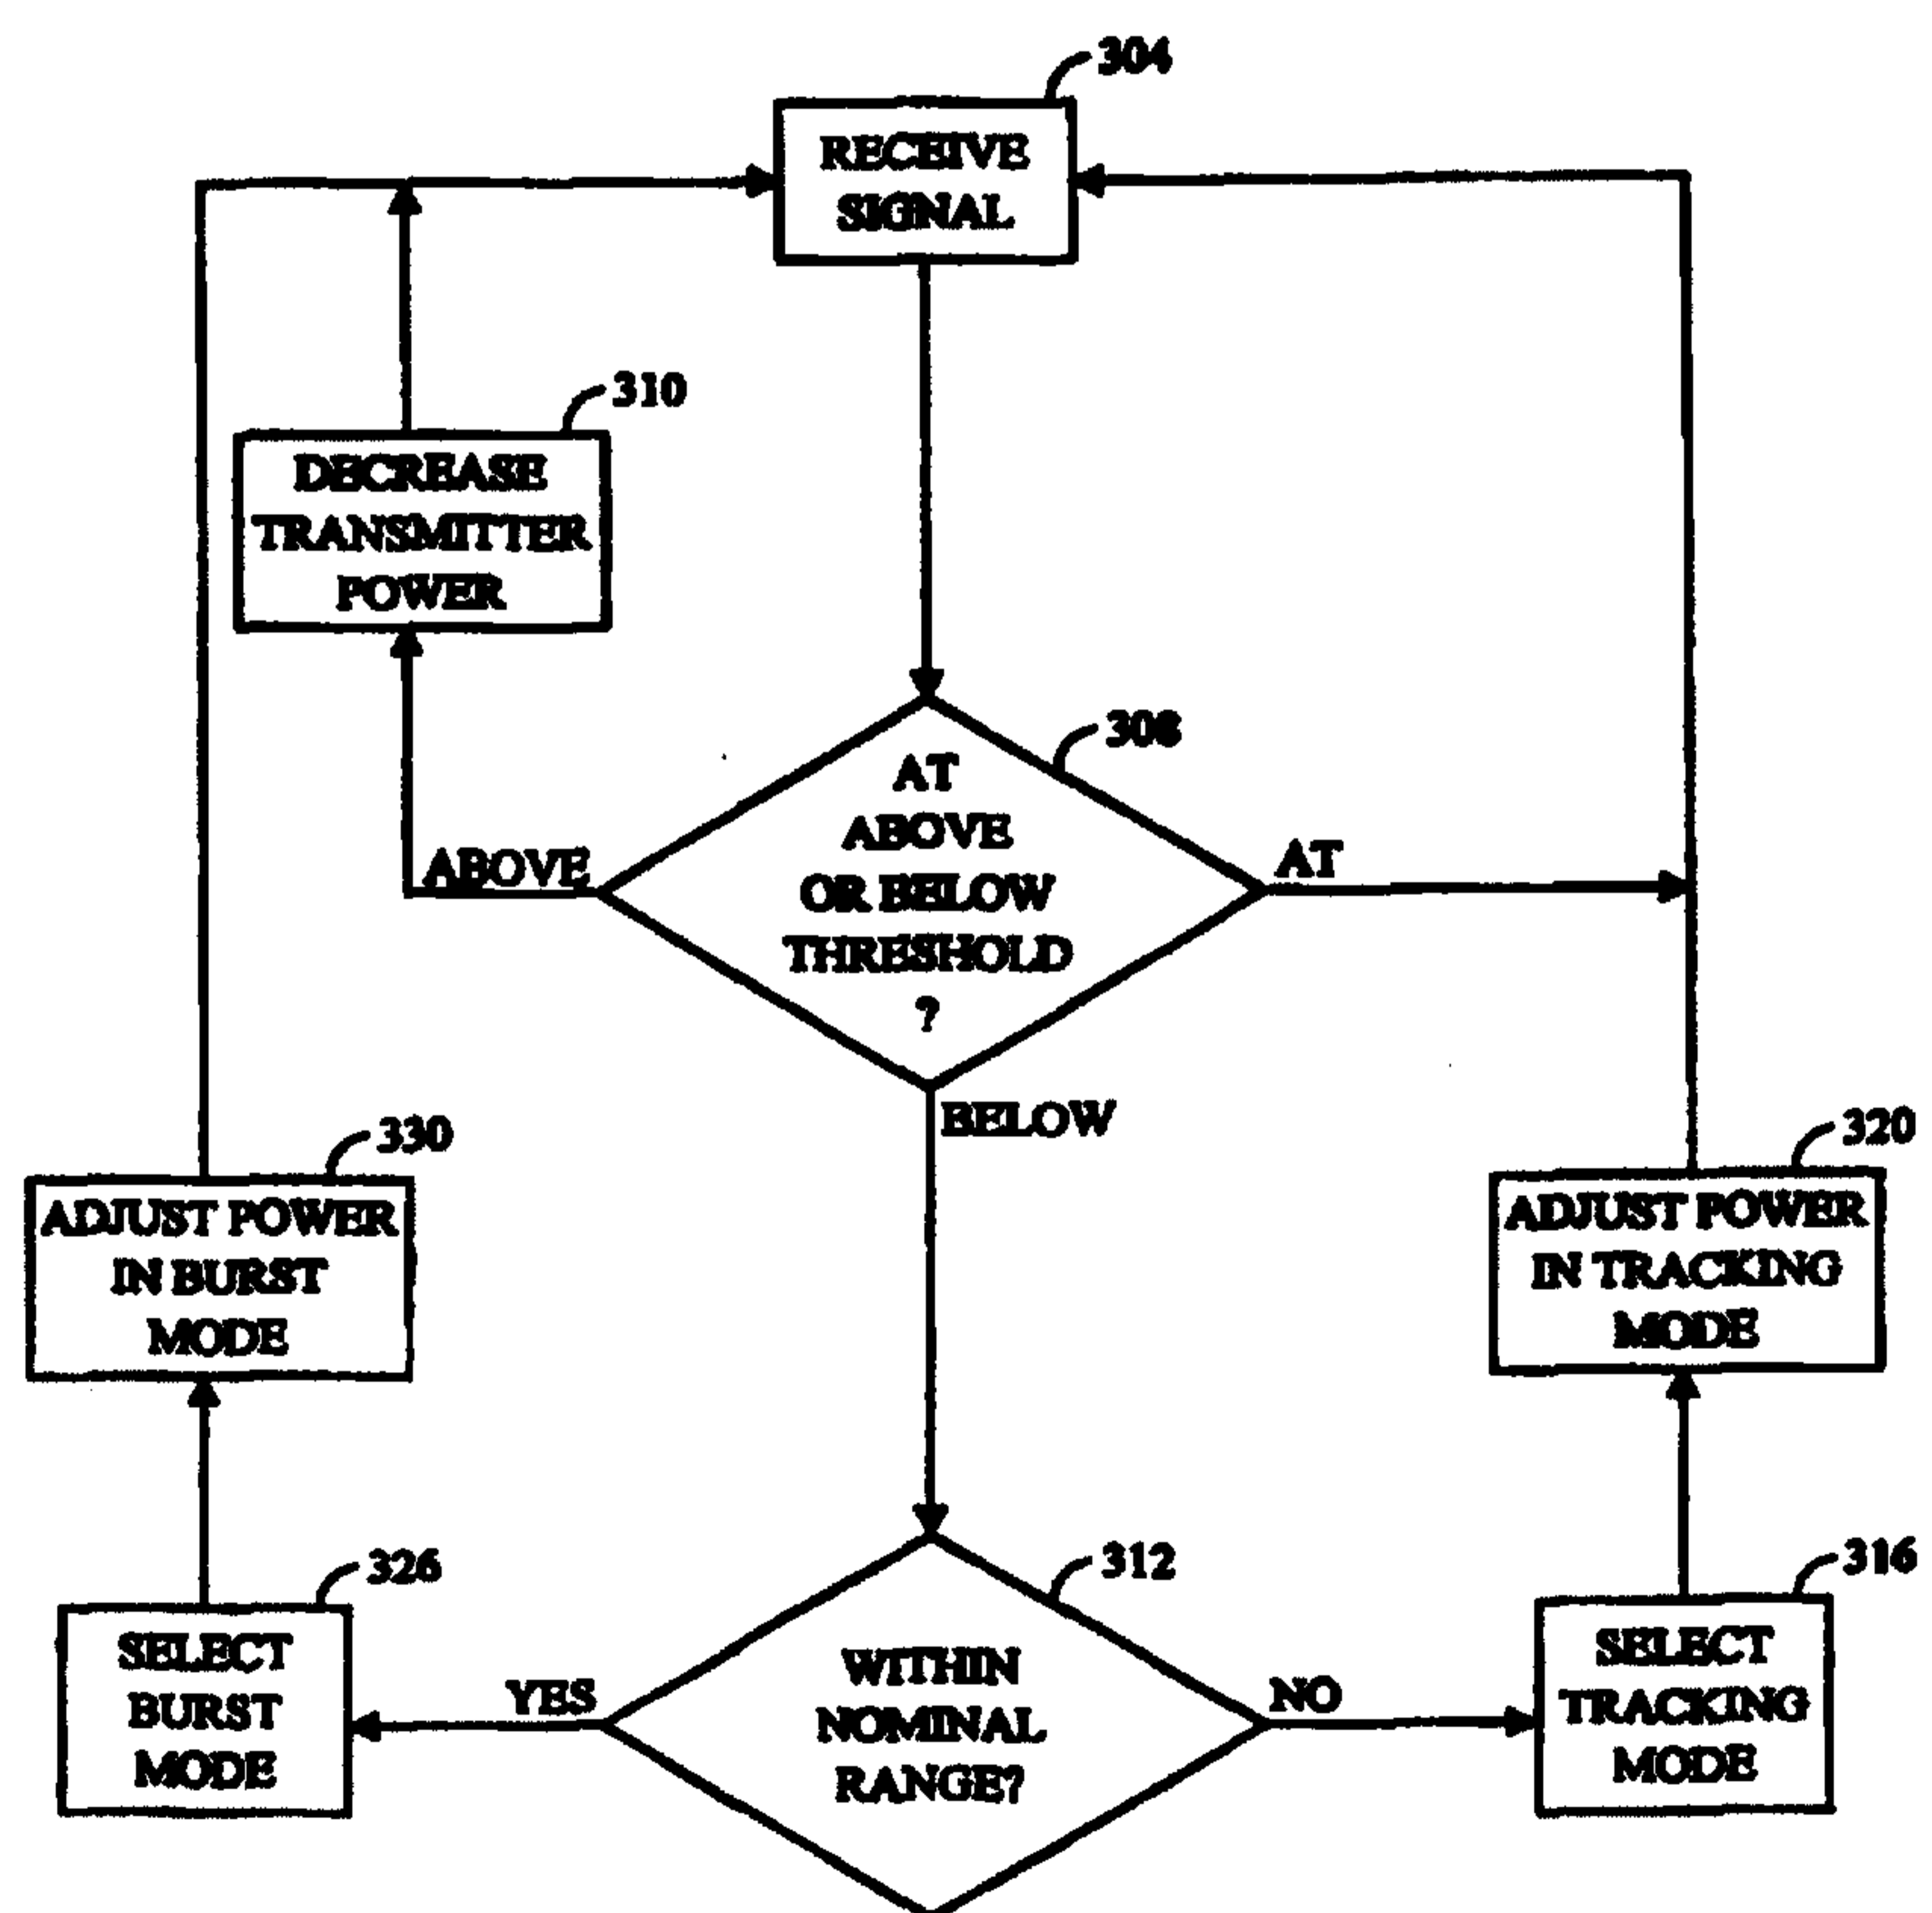 304
RECEIVE
SIGNAL
310
DECREASE
TRANSMITTER
POWER
308
AT
ABOVE
OR BELOW
THRESHOLD
?
ABOVE
AT
BELOW
330
ADJUST POWER
IN BURST
MODE
320
ADJUST POWER
IN TRACKING
MODE
326
SELECT
BURST
MODE
312
WITHIN
NOMINAL
RANGE?
YES
NO
316
SELECT
TRACKING
MODE